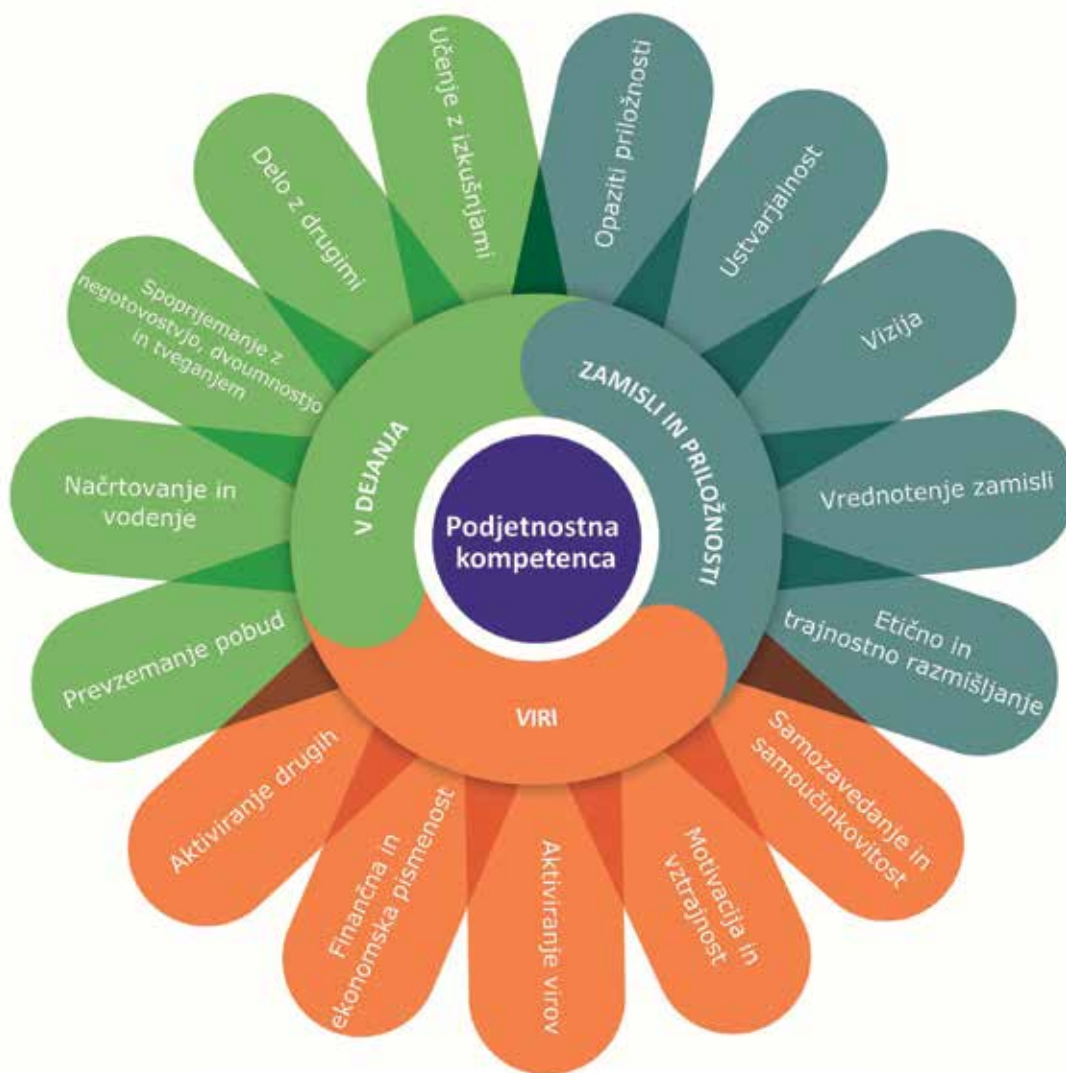 Podjetnostna
kompetenca
ZAMISLI IN PRILOŽNOSTI
Opaziti priložnosti
Ustvarjalnost
Vizija
Vrednotenje zamisli
Etično in
trajnostno razmišljanje
VIRI
Samozavedanje in
samoučinkovitost
Motivacija in
vztrajnost
Aktiviranje virov
Finančna in
ekonomska pismenost
Aktiviranje drugih
V DEJANJA
Prevzemanje pobud
Načrtovanje in
vodenje
Spoprijemanje z
negotovostvjo, dvoumnostjo
in tveganjem
Delo z drugimi
Učenje z izkušnjami